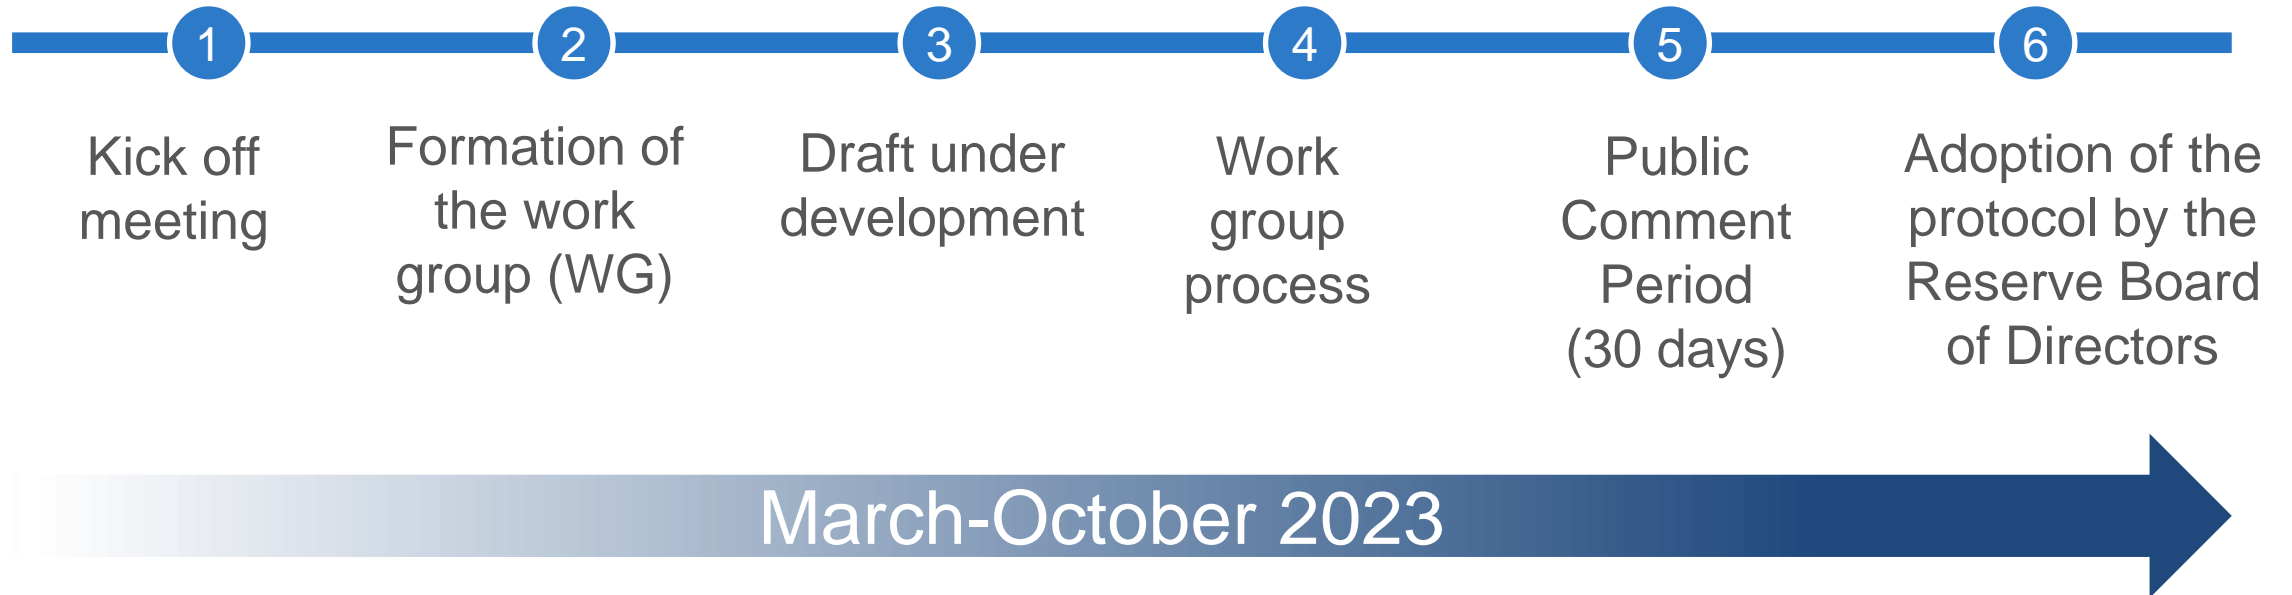 1
2
3
4
5
6
Kick off
meeting
Formation of
the work
group (WG)
Draft under
development
Work
group
process
Public
Comment
Period
(30 days)
Adoption of the
protocol by the
Reserve Board
of Directors
March-October 2023